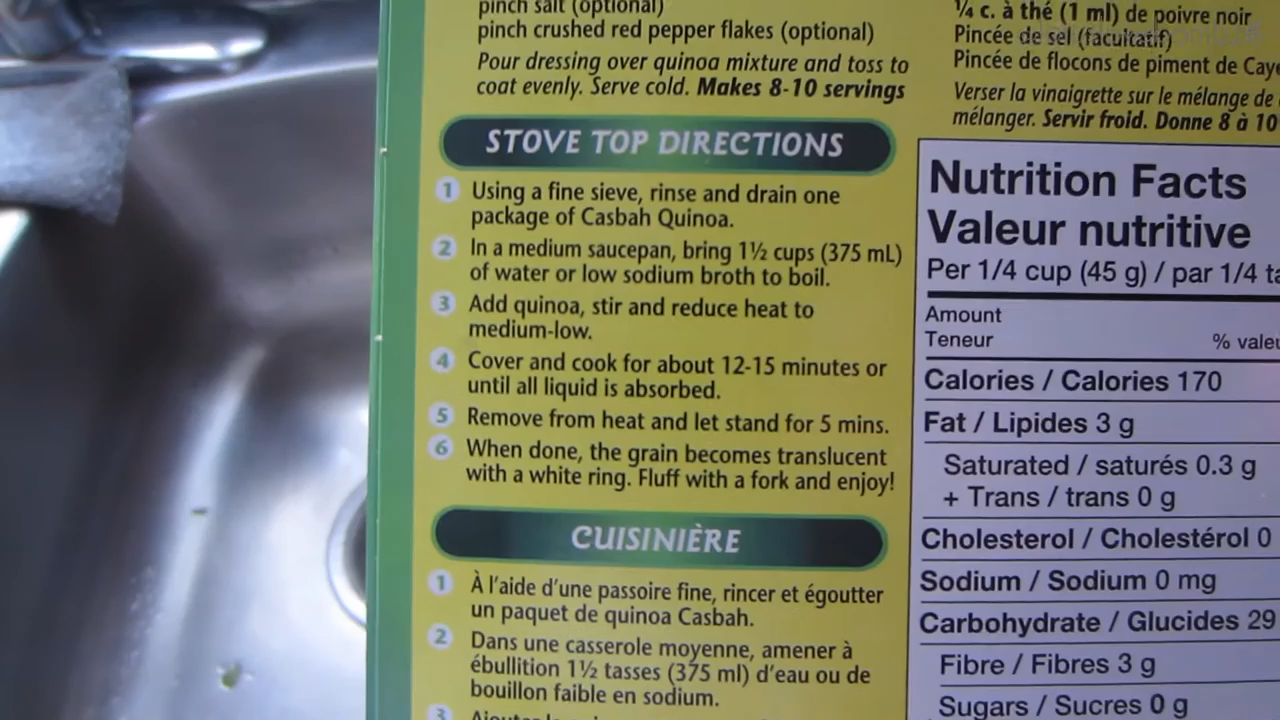 pinch salt (optional)
pinch crushed red pepper flakes (optional)
Pour dressing over quinoa mixture and toss to
coat evenly. Serve cold. Makes 8-10 servings
STOVE TOP DIRECTIONS
1 Using a fine sieve, rinse and drain one
package of Casbah Quinoa.
2 In a medium saucepan, bring 1½ cups (375 mL)
of water or low sodium broth to boil.
3 Add quinoa, stir and reduce heat to
medium-low.
4 Cover and cook for about 12-15 minutes or
until all liquid is absorbed.
5 Remove from heat and let stand for 5 mins.
6 When done, the grain becomes translucent
with a white ring. Fluff with a fork and enjoy!
CUISINIÈRE
1 À l'aide d'une passoire fine, rincer et égoutter
un paquet de quinoa Casbah.
2 Dans une casserole moyenne, amener à
ébullition 1½ tasses (375 ml) d'eau ou de
bouillon faible en sodium.
3
¼ c. à thé (1 ml) de poivre noir
Pincée de sel (facultatif)
Pincée de flocons de piment de Caye
Verser la vinaigrette sur le mélange de
mélanger. Servir froid. Donne 8 à 10
Nutrition Facts
Valeur nutritive
Per 1/4 cup (45 g) / par 1/4 ta
Amount
Teneur % valeu
Calories / Calories 170
Fat / Lipides 3 g
Saturated / saturés 0.3 g
+ Trans / trans 0 g
Cholesterol / Cholestérol 0
Sodium / Sodium 0 mg
Carbohydrate / Glucides 29
Fibre / Fibres 3 g
Sugars / Sucres 0 g